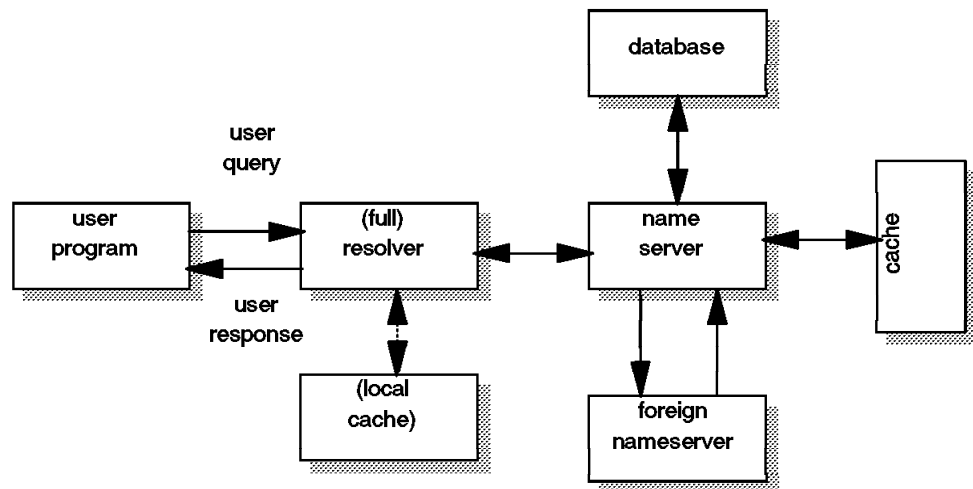 database
user
query
user
program
(full)
resolver
name
server
cache
user
response
(local
cache)
foreign
nameserver